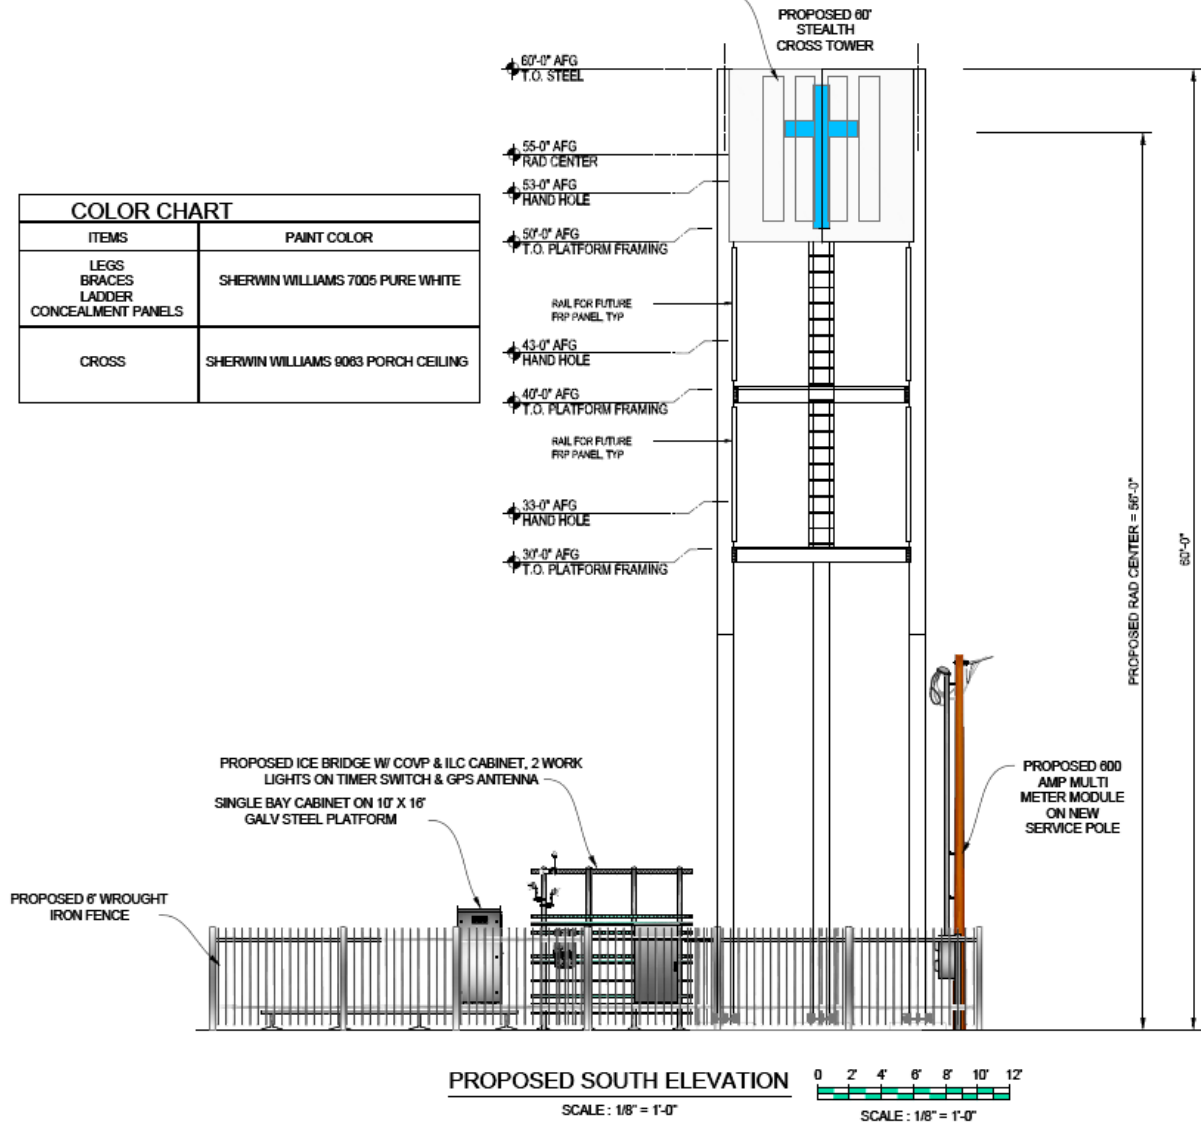 PROPOSED 60'
STEALTH
CROSS TOWER
60'-0" AFG
T.O. STEEL
55'-0" AFG
RAD CENTER
53'-0" AFG
HAND HOLE
50'-0" AFG
T.O. PLATFORM FRAMING
RAIL FOR FUTURE
FRP PANEL, TYP
43'-0" AFG
HAND HOLE
40'-0" AFG
T.O. PLATFORM FRAMING
RAIL FOR FUTURE
FRP PANEL, TYP
33'-0" AFG
HAND HOLE
30'-0" AFG
T.O. PLATFORM FRAMING
COLOR CHART
ITEMS PAINT COLOR
LEGS
BRACES
LADDER
CONCEALMENT PANELS
SHERWIN WILLIAMS 7005 PURE WHITE
CROSS SHERWIN WILLIAMS 9063 PORCH CEILING
PROPOSED RAD CENTER = 56'-0"
60'-0"
PROPOSED ICE BRIDGE W/ COVP & ILC CABINET, 2 WORK
LIGHTS ON TIMER SWITCH & GPS ANTENNA
SINGLE BAY CABINET ON 10' X 16'
GALV STEEL PLATFORM
PROPOSED 6' WROUGHT
IRON FENCE
PROPOSED 600
AMP MULTI
METER MODULE
ON NEW
SERVICE POLE
PROPOSED SOUTH ELEVATION
SCALE : 1/8" = 1'-0"
0 2' 4' 6' 8' 10' 12'
SCALE : 1/8" = 1'-0"